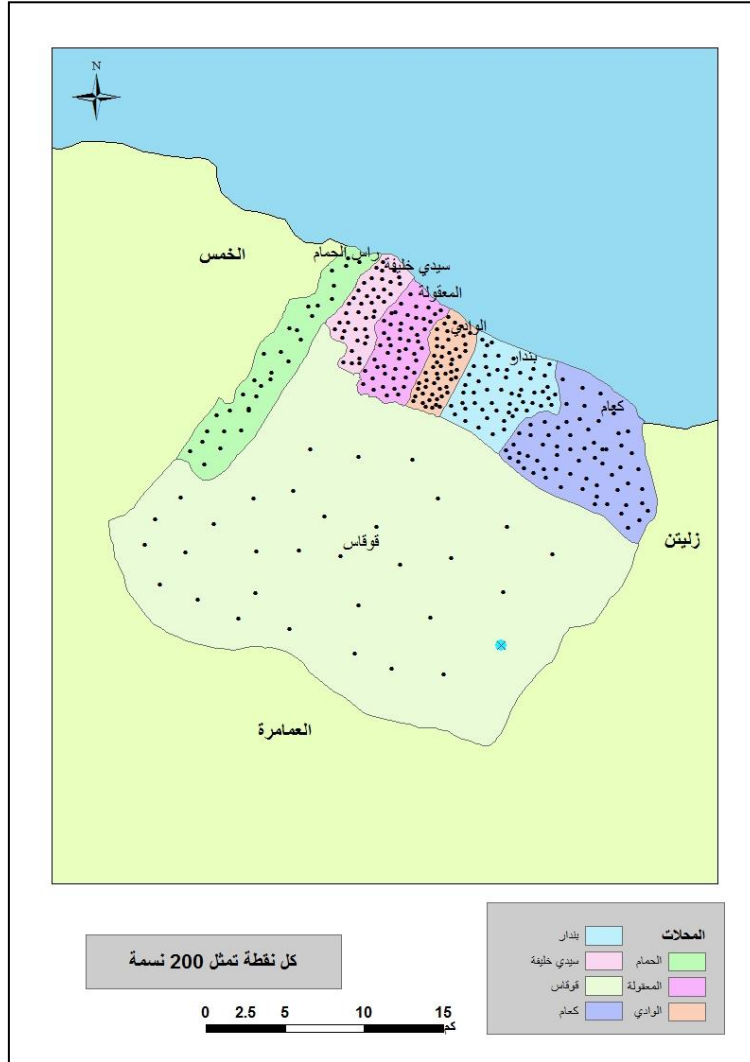 N
راس الحمام
الخمس
سيدي خليفة
المعقولة
الوادي
بندار
كعام
زليتن
قوقاس
العمامرة
كل نقطة تمثل 200 نسمة
0 2.5 5 10 15
كم
المحلات
الحمام
المعقولة
الوادي
بندار
سيدي خليفة
قوقاس
كعام